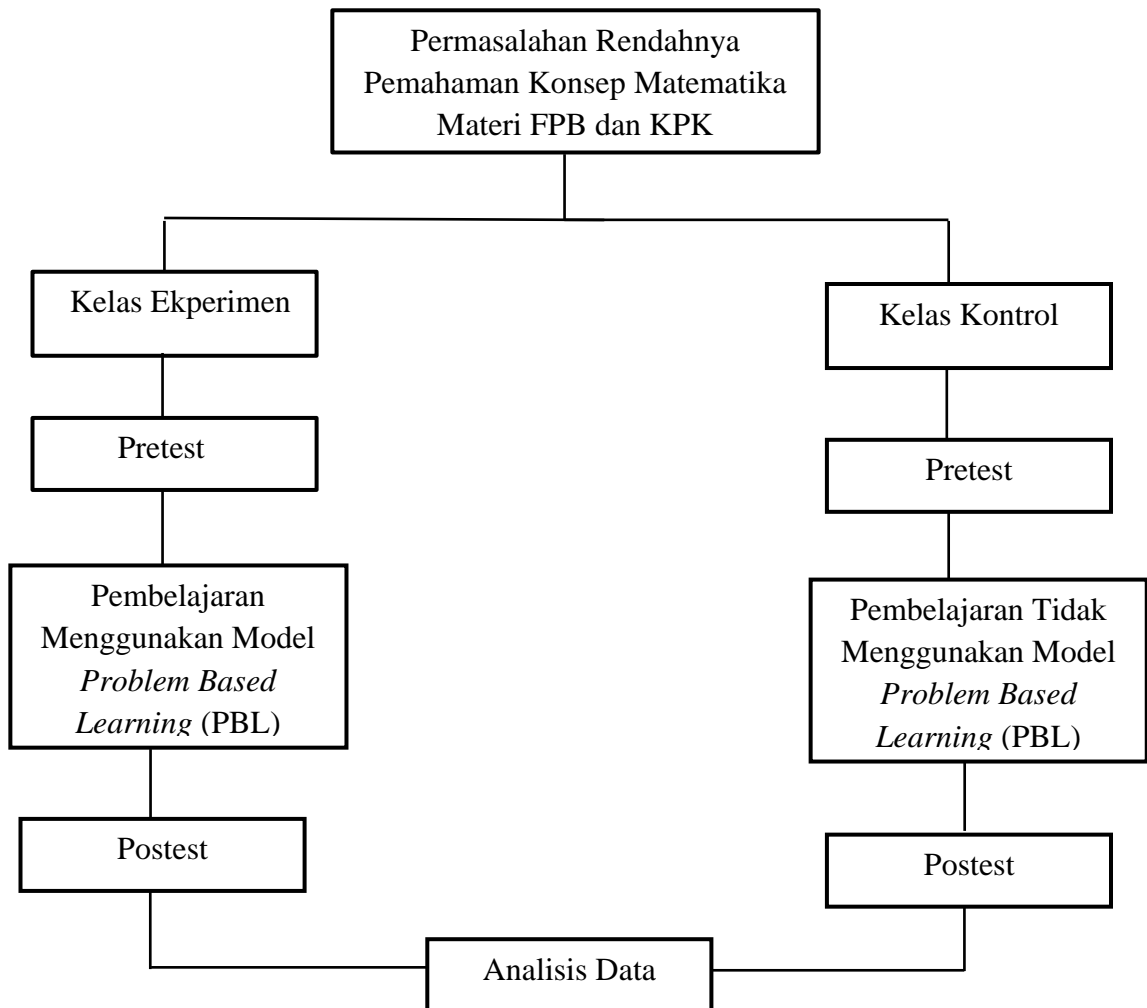 Permasalahan Rendahnya
Pemahaman Konsep Matematika
Materi FPB dan KPK
Kelas Ekperimen
Kelas Kontrol
Pretest
Pretest
Pembelajaran
Menggunakan Model
Problem Based
Learning (PBL)
Pembelajaran Tidak
Menggunakan Model
Problem Based
Learning (PBL)
Postest
Postest
Analisis Data